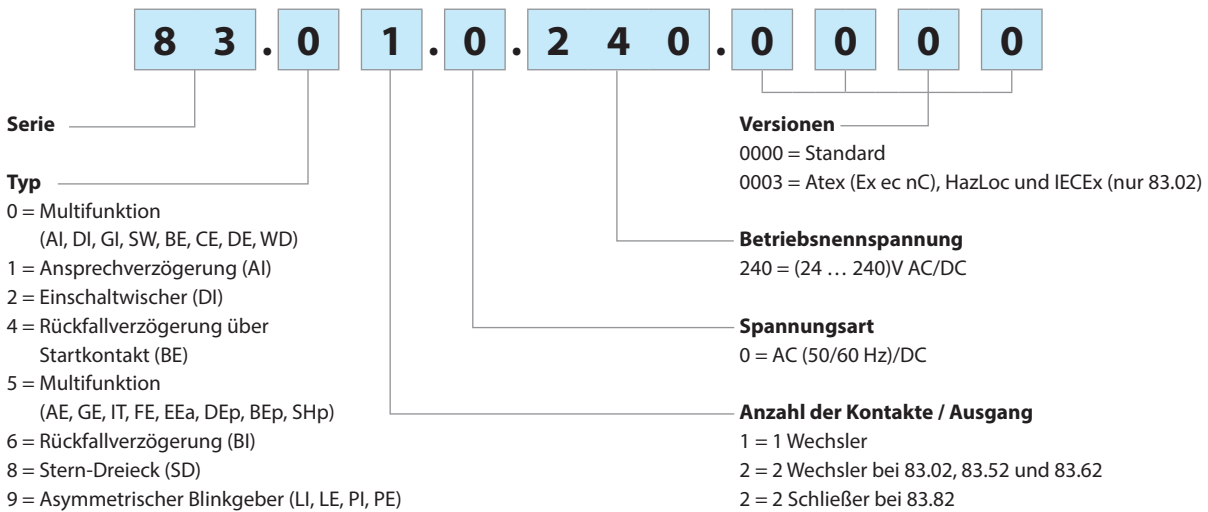 8 3 . 0 1 . 0 . 2 4 0 . 0 0 0 0
Serie
Typ
0 = Multifunktion
(AI, DI, GI, SW, BE, CE, DE, WD)
1 = Ansprechverzögerung (AI)
2 = Einschaltwischer (DI)
4 = Rückfallverzögerung über
Startkontakt (BE)
5 = Multifunktion
(AE, GE, IT, FE, EEa, DEp, BEp, SHp)
6 = Rückfallverzögerung (BI)
8 = Stern-Dreieck (SD)
9 = Asymmetrischer Blinkgeber (LI, LE, PI, PE)
Versionen
0000 = Standard
0003 = Atex (Ex ec nC), HazLoc und IECEx (nur 83.02)
Betriebsnennspannung
240 = (24 … 240)V AC/DC
Spannungsart
0 = AC (50/60 Hz)/DC
Anzahl der Kontakte / Ausgang
1 = 1 Wechsler
2 = 2 Wechsler bei 83.02, 83.52 und 83.62
2 = 2 Schließer bei 83.82